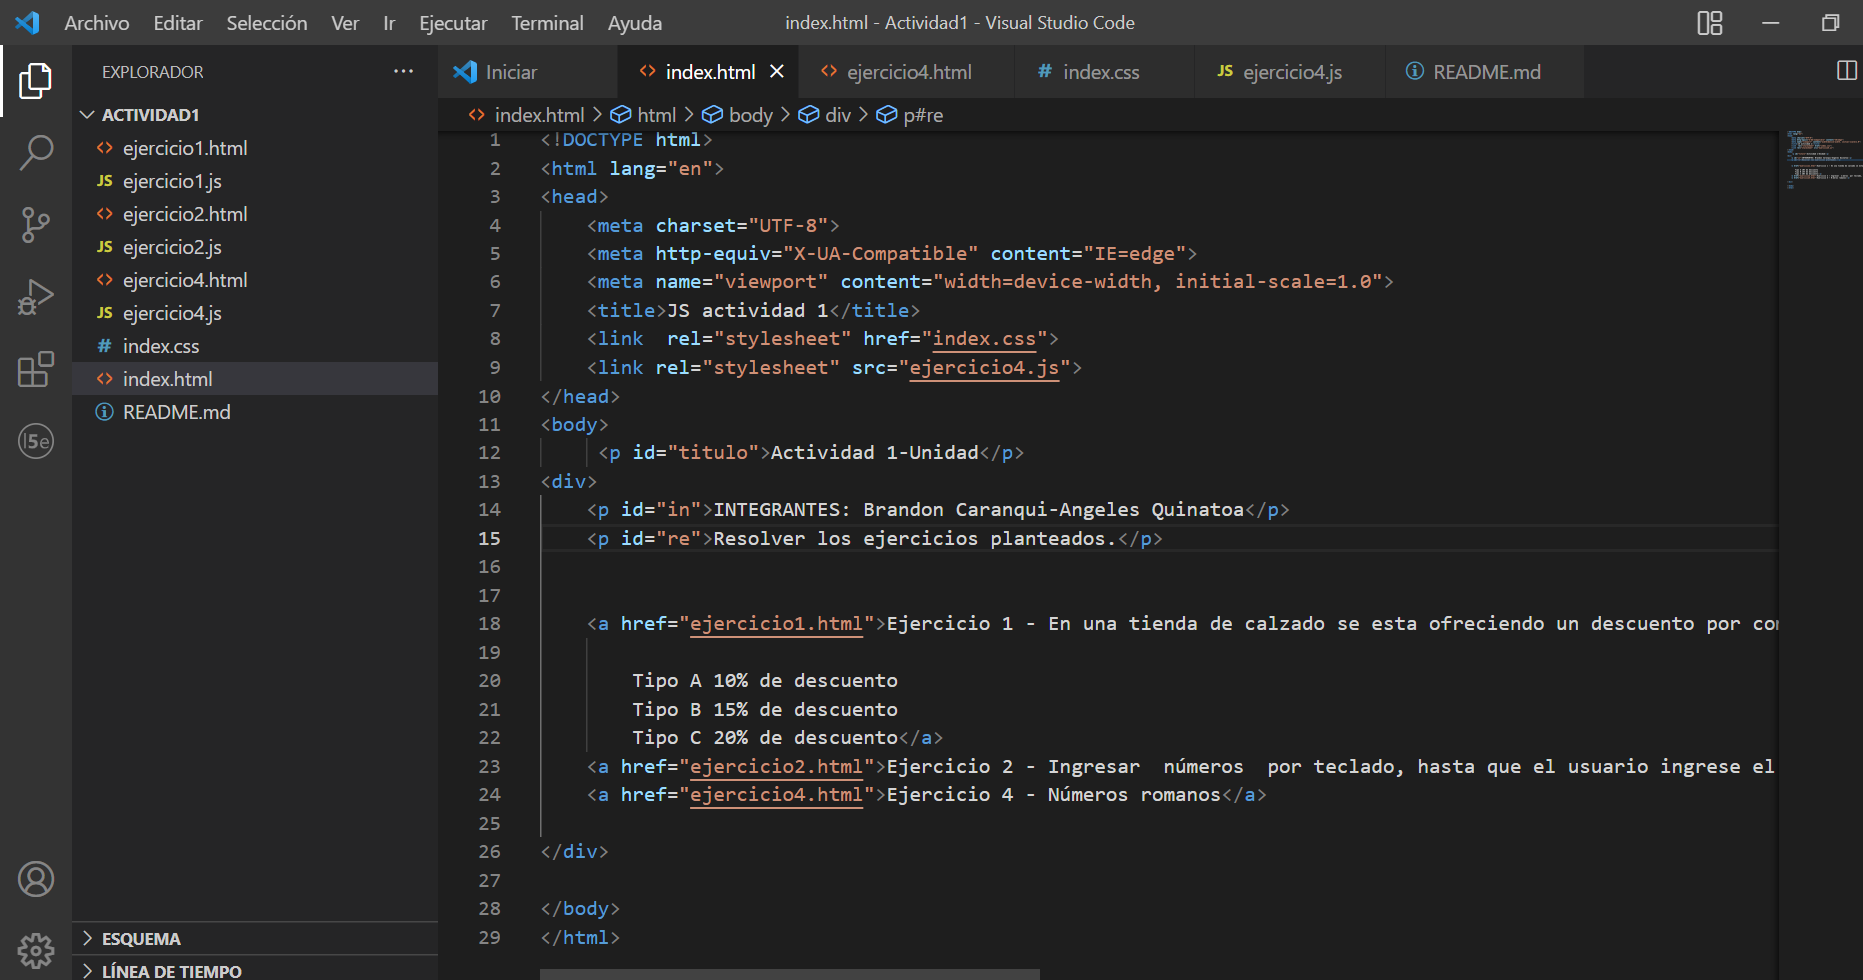 Archivo Editar Selección Ver Ir Ejecutar Terminal Ayuda index.html - Actividad1 - Visual Studio Code
EXPLORADOR ···
ACTIVIDAD1
<> ejercicio1.html
JS ejercicio1.js
<> ejercicio2.html
JS ejercicio2.js
<> ejercicio4.html
JS ejercicio4.js
# index.css
<> index.html
README.md
ESQUEMA
LÍNEA DE TIEMPO
Iniciar <> index.html <> ejercicio4.html # index.css JS ejercicio4.js README.md
<> index.html > html > body > div > p#re
1 <!DOCTYPE html>
2 <html lang="en">
3 <head>
4 <meta charset="UTF-8">
5 <meta http-equiv="X-UA-Compatible" content="IE=edge">
6 <meta name="viewport" content="width=device-width, initial-scale=1.0">
7 <title>JS actividad 1</title>
8 <link  rel="stylesheet" href="index.css">
9 <link rel="stylesheet" src="ejercicio4.js">
10 </head>
11 <body>
12 <p id="titulo">Actividad 1-Unidad</p>
13 <div>
14 <p id="in">INTEGRANTES: Brandon Caranqui-Angeles Quinatoa</p>
15 <p id="re">Resolver los ejercicios planteados.</p>
16
17
18 <a href="ejercicio1.html">Ejercicio 1 - En una tienda de calzado se esta ofreciendo un descuento por
19
20 Tipo A 10% de descuento
21 Tipo B 15% de descuento
22 Tipo C 20% de descuento</a>
23 <a href="ejercicio2.html">Ejercicio 2 - Ingresar  números  por teclado, hasta que el usuario ingrese el
24 <a href="ejercicio4.html">Ejercicio 4 - Números romanos</a>
25
26 </div>
27
28 </body>
29 </html>